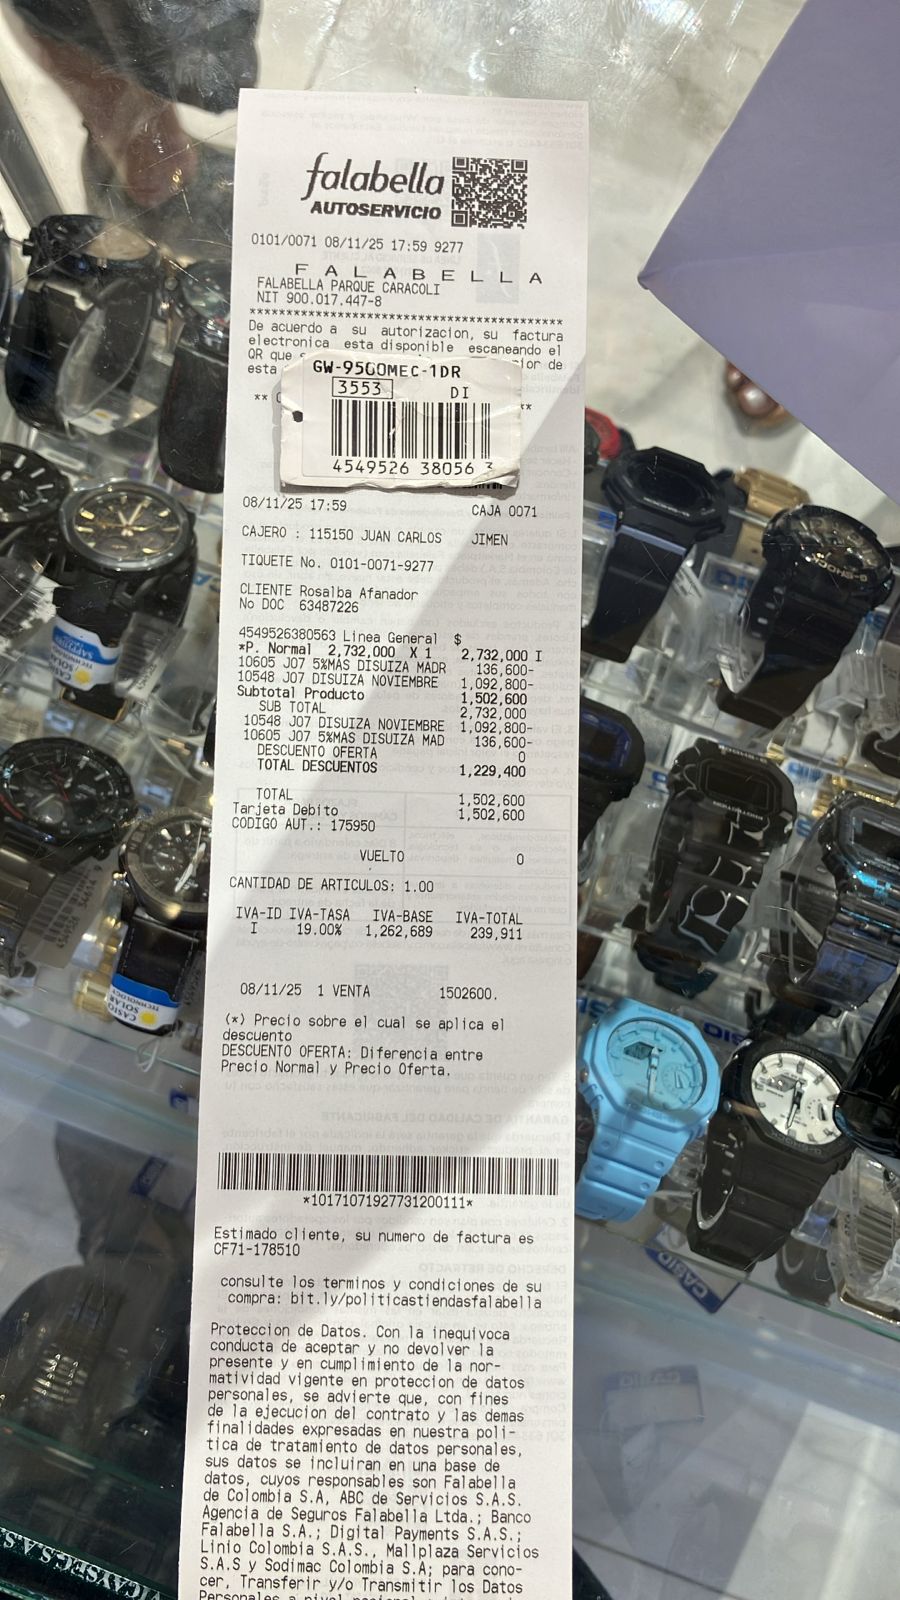 falabella
AUTOSERVICIO
0101/0071 08/11/25 17:59 9277
F A L A B E L L A
FALABELLA PARQUE CARACOLI
NIT 900.017.447-8
******************************************
De acuerdo a su autorizacion, su factura
electronica esta disponible escaneando el
QR que
ior de
esta
**
**
GW-9500MEC-1DR
3553
DI
4549526 38056 3
08/11/25 17:59 CAJA 0071
CAJERO : 115150 JUAN CARLOS JIMEN
TIQUETE No. 0101-0071-9277
CLIENTE Rosalba Afanador
No DOC 63487226
4549526380563 Linea General $
*P. Normal 2,732,000 X 1 2,732,000 I
10605 J07 5%MAS DISUIZA MADR 136,600-
10548 J07 DISUIZA NOVIEMBRE 1,092,800-
Subtotal Producto 1,502,600
SUB TOTAL 2,732,000
10548 J07 DISUIZA NOVIEMBRE 1,092,800-
10605 J07 5%MAS DISUIZA MAD 136,600-
DESCUENTO OFERTA 0
TOTAL DESCUENTOS 1,229,400
TOTAL 1,502,600
Tarjeta Debito 1,502,600
CODIGO AUT.: 175950
VUELTO 0
CANTIDAD DE ARTICULOS: 1.00
IVA-ID IVA-TASA IVA-BASE IVA-TOTAL
I 19.00% 1,262,689 239,911
08/11/25 1 VENTA 1502600.
(*) Precio sobre el cual se aplica el
descuento
DESCUENTO OFERTA: Diferencia entre
Precio Normal y Precio Oferta.
*10171071927731200111*
Estimado cliente, su numero de factura es
CF71-178510
consulte los terminos y condiciones de su
compra: bit.ly/politicastiendasfalabella
Proteccion de Datos. Con la inequivoca
conducta de aceptar y no devolver la
presente y en cumplimiento de la nor-
matividad vigente en proteccion de datos
personales, se advierte que, con fines
de la ejecucion del contrato y las demas
finalidades expresadas en nuestra poli-
tica de tratamiento de datos personales,
sus datos se incluiran en una base de
datos, cuyos responsables son Falabella
de Colombia S.A, ABC de Servicios S.A.S.
Agencia de Seguros Falabella Ltda.; Banco
Falabella S.A.; Digital Payments S.A.S.;
Linio Colombia S.A.S., Mallplaza Servicios
S.A.S y Sodimac Colombia S.A; para cono-
cer, Transferir y/o Transmitir los Datos
CASIO
SOLAR
TECHNOLOGY
CASIO
G-SHOCK